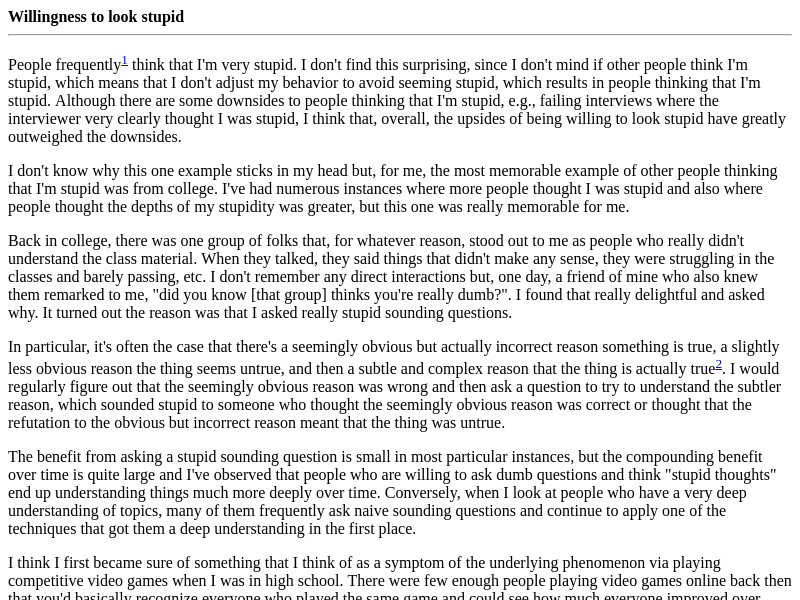 Willingness to look stupid
People frequently1 think that I'm very stupid. I don't find this surprising, since I don't mind if other people think I'm
stupid, which means that I don't adjust my behavior to avoid seeming stupid, which results in people thinking that I'm
stupid. Although there are some downsides to people thinking that I'm stupid, e.g., failing interviews where the
interviewer very clearly thought I was stupid, I think that, overall, the upsides of being willing to look stupid have greatly
outweighed the downsides.
I don't know why this one example sticks in my head but, for me, the most memorable example of other people thinking
that I'm stupid was from college. I've had numerous instances where more people thought I was stupid and also where
people thought the depths of my stupidity was greater, but this one was really memorable for me.
Back in college, there was one group of folks that, for whatever reason, stood out to me as people who really didn't
understand the class material. When they talked, they said things that didn't make any sense, they were struggling in the
classes and barely passing, etc. I don't remember any direct interactions but, one day, a friend of mine who also knew
them remarked to me, "did you know [that group] thinks you're really dumb?". I found that really delightful and asked
why. It turned out the reason was that I asked really stupid sounding questions.
In particular, it's often the case that there's a seemingly obvious but actually incorrect reason something is true, a slightly
less obvious reason the thing seems untrue, and then a subtle and complex reason that the thing is actually true2. I would
regularly figure out that the seemingly obvious reason was wrong and then ask a question to try to understand the subtler
reason, which sounded stupid to someone who thought the seemingly obvious reason was correct or thought that the
refutation to the obvious but incorrect reason meant that the thing was untrue.
The benefit from asking a stupid sounding question is small in most particular instances, but the compounding benefit
over time is quite large and I've observed that people who are willing to ask dumb questions and think "stupid thoughts"
end up understanding things much more deeply over time. Conversely, when I look at people who have a very deep
understanding of topics, many of them frequently ask naive sounding questions and continue to apply one of the
techniques that got them a deep understanding in the first place.
I think I first became sure of something that I think of as a symptom of the underlying phenomenon via playing
competitive video games when I was in high school. There were few enough people playing video games online back then
that you'd basically recognize everyone who played the same game and could see how much everyone improved over